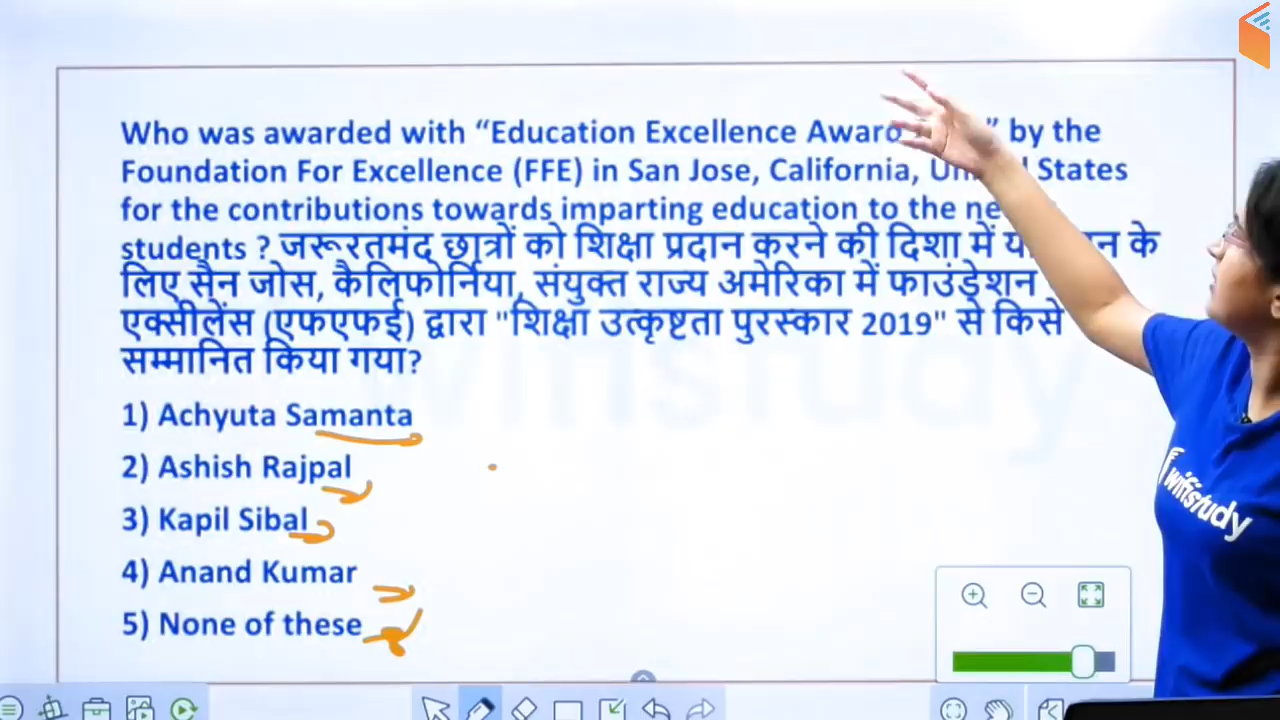 Who was awarded with “Education Excellence Award ” by the
Foundation For Excellence (FFE) in San Jose, California, States
for the contributions towards imparting education to the
students ? जरूरतमंद छात्रों को शिक्षा प्रदान करने की दिशा में के
लिए सैन जोस, कैलिफोर्निया, संयुक्त राज्य अमेरिका में फाउंडेशन
एक्सीलेंस (एफएफई) द्वारा "शिक्षा उत्कृष्टता पुरस्कार 2019" से किसे
सम्मानित किया गया?
1) Achyuta Samanta
2) Ashish Rajpal
3) Kapil Sibal
4) Anand Kumar
5) None of these
wifistudy
wifistudy